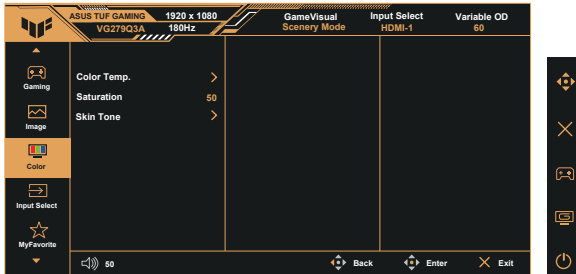 ASUS TUF GAMING 1920 x 1080 GameVisual Input Select Variable OD
VG279Q3A 180Hz Scenery Mode HDMI-1 60
Gaming
Color Temp.
Saturation 50
Image
Skin Tone
Color
Input Select
MyFavorite
50 Back Enter Exit